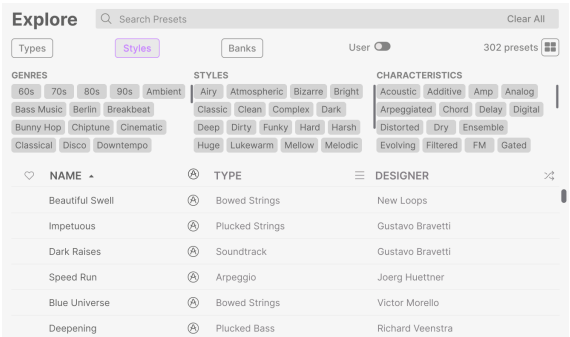 Explore Search Presets Clear All
Types Styles Banks User 302 presets
GENRES STYLES CHARACTERISTICS
60s 70s 80s 90s Ambient Airy Atmospheric Bizarre Bright Acoustic Additive Amp Analog
Bass Music Berlin Breakbeat Classic Clean Complex Dark Arpeggiated Chord Delay Digital
Bunny Hop Chiptune Cinematic Deep Dirty Funky Hard Harsh Distorted Dry Ensemble
Classical Disco Downtempo Huge Lukewarm Mellow Melodic Evolving Filtered FM Gated
NAME TYPE DESIGNER
Beautiful Swell Bowed Strings New Loops
Impetuous Plucked Strings Gustavo Bravetti
Dark Raises Soundtrack Gustavo Bravetti
Speed Run Arpeggio Joerg Huettner
Blue Universe Bowed Strings Victor Morello
Deepening Plucked Bass Richard Veenstra